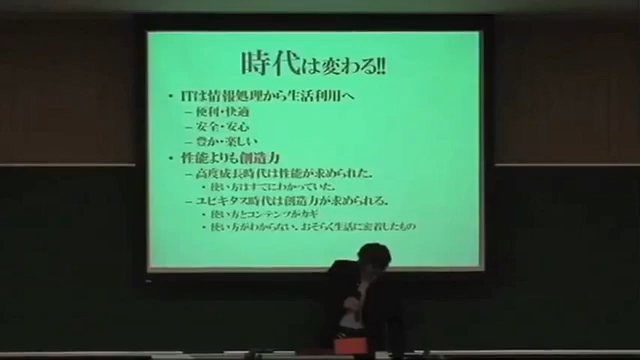 時代は変わる!!
• ITは情報処理から生活利用へ
– 便利・快適
– 安全・安心
– 豊か・楽しい
• 性能よりも創造力
– 高度成長時代は性能が求められた.
• 使い方はすでにわかっていた。
– ユビキタス時代は創造力が求められる.
• 使い方とコンテンツがカギ
• 使い方がわからない。おそらく生活に密着したもの